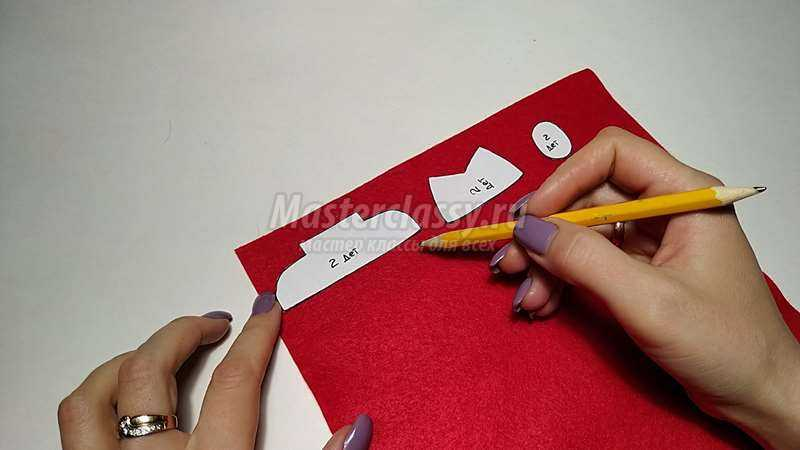 2
дет
2
дет
Masterclassy.ru
мастер классы для всех
2 дет